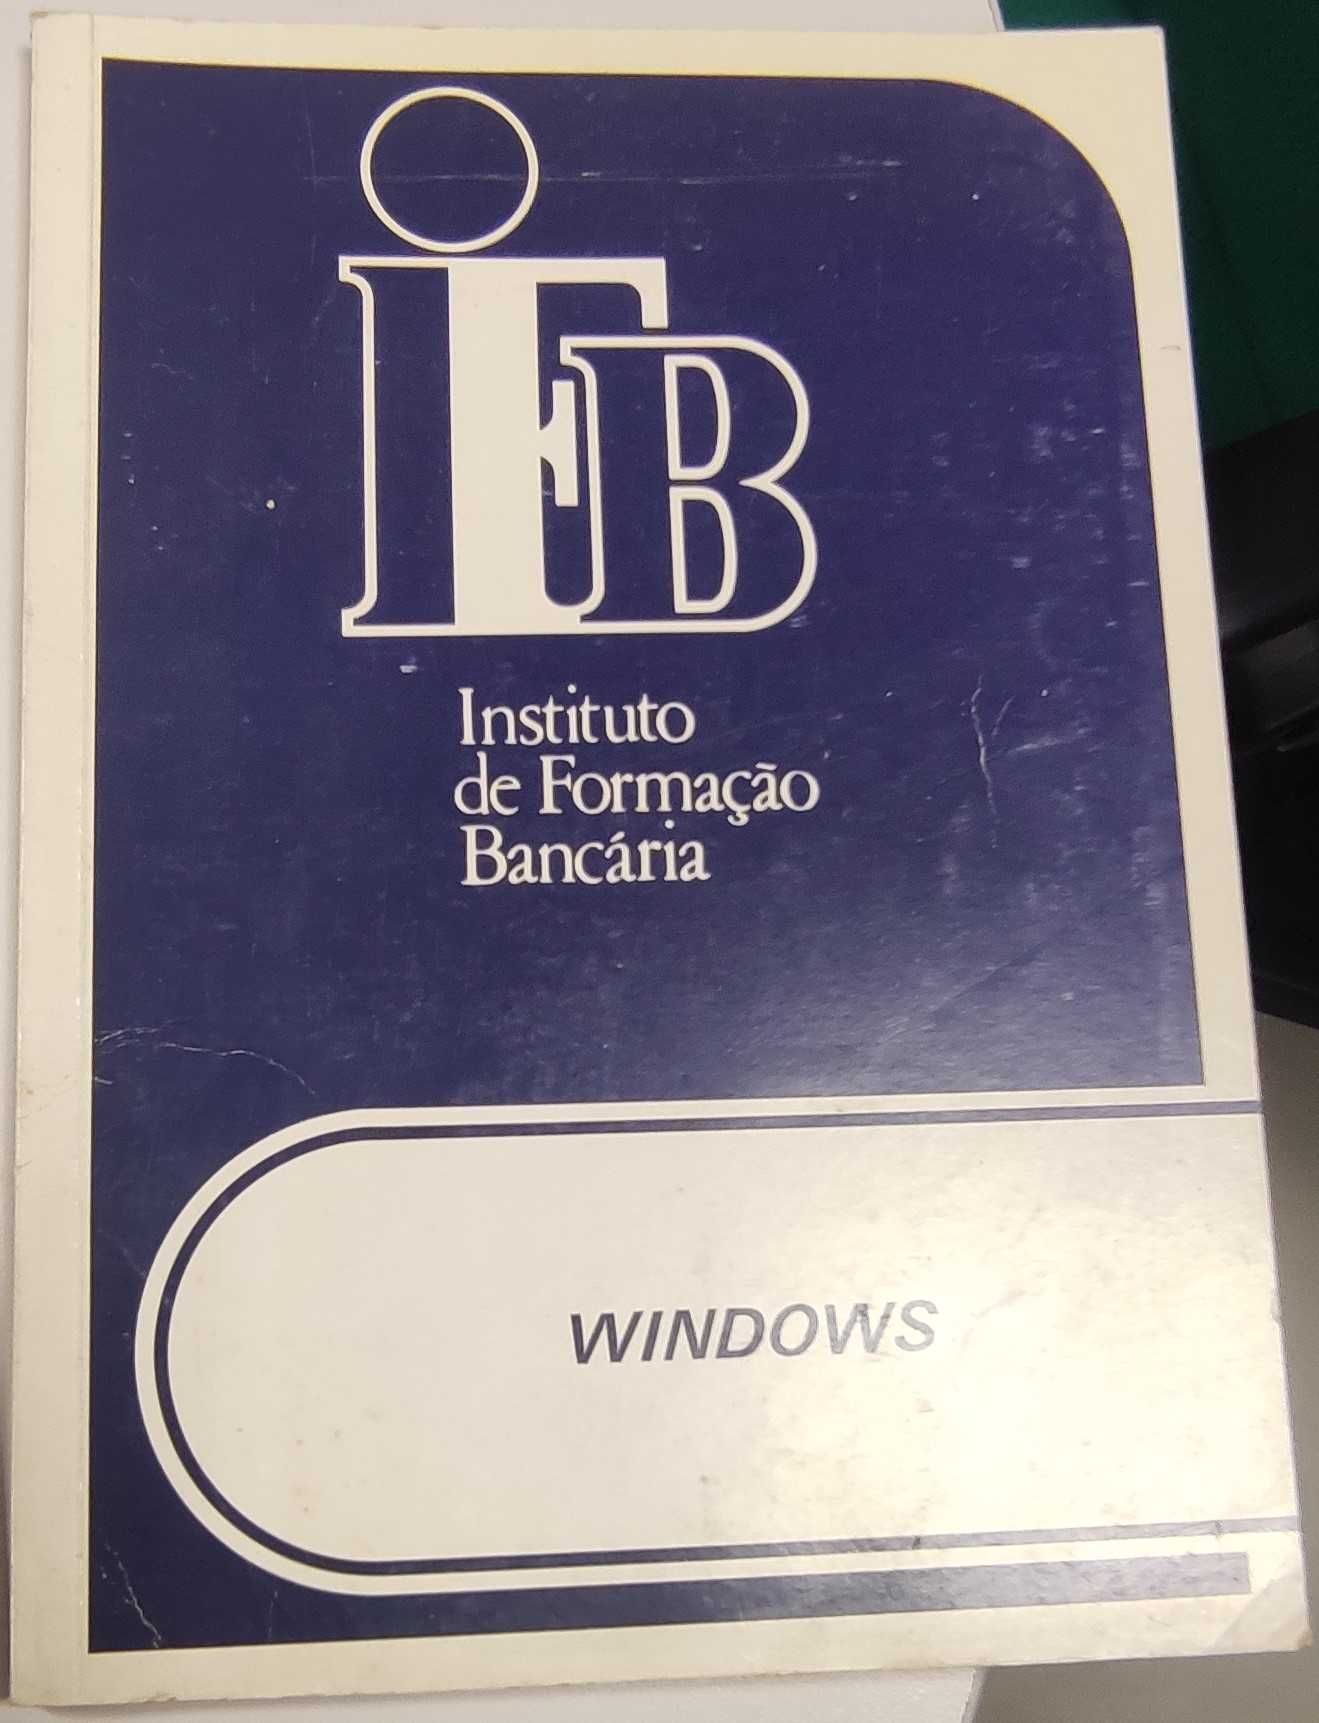 iFB
Instituto
de Formação
Bancária
WINDOWS